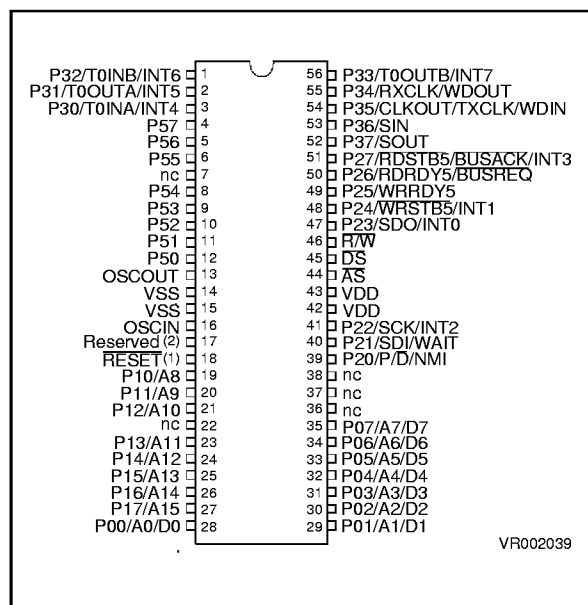 P32/T0INB/INT6 1 56 P33/T0OUTB/INT7
P31/T0OUTA/INT5 2 55 P34/RXCLK/WDOUT
P30/T0INA/INT4 3 54 P35/CLKOUT/TXCLK/WDIN
P57 4 53 P36/SIN
P56 5 52 P37/SOUT
P55 6 51 P27/RDSTB5/BUSACK/INT3
nc 7 50 P26/RDRDY5/BUSREQ
P54 8 49 P25/WRRDY5
P53 9 48 P24/WRSTB5/INT1
P52 10 47 P23/SDO/INT0
P51 11 46 R/W
P50 12 45 DS
OSCOUT 13 44 AS
VSS 14 43 VDD
VSS 15 42 VDD
OSCIN 16 41 P22/SCK/INT2
Reserved (2) 17 40 P21/SDI/WAIT
RESET (1) 18 39 P20/P/D/NMI
P10/A8 19 38 nc
P11/A9 20 37 nc
P12/A10 21 36 nc
nc 22 35 P07/A7/D7
P13/A11 23 34 P06/A6/D6
P14/A12 24 33 P05/A5/D5
P15/A13 25 32 P04/A4/D4
P16/A14 26 31 P03/A3/D3
P17/A15 27 30 P02/A2/D2
P00/A0/D0 28 29 P01/A1/D1
VR002039